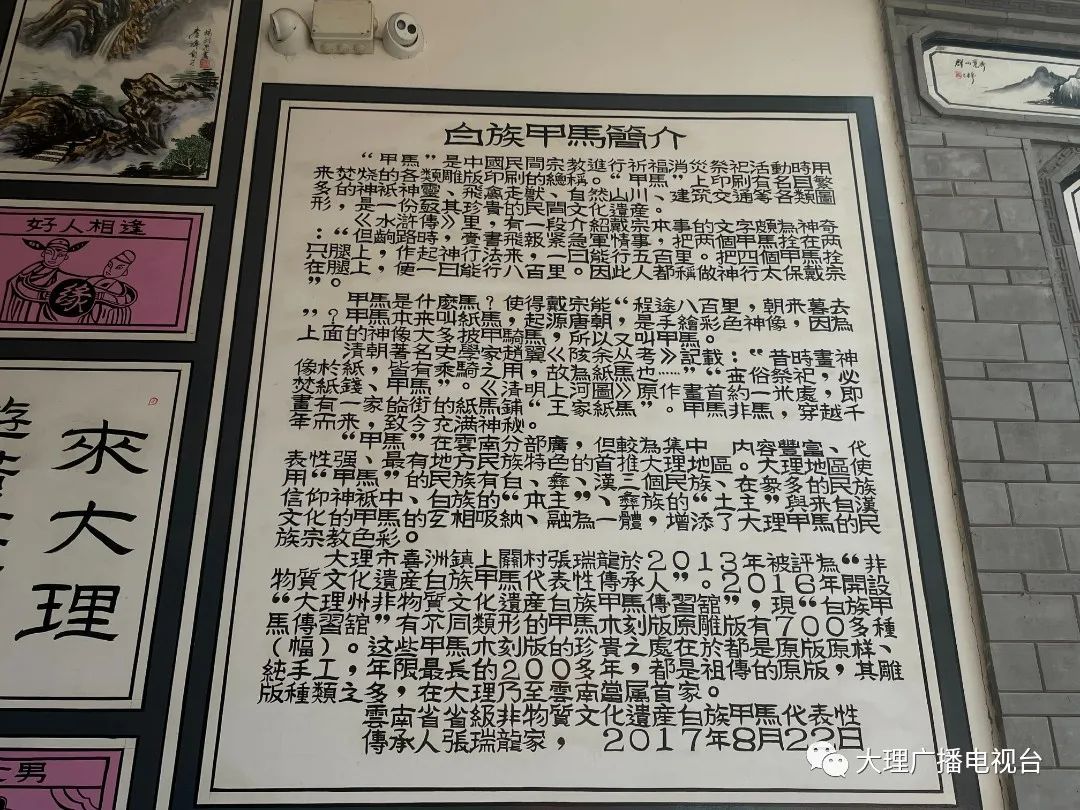 白族甲馬簡介
“甲馬”是中國民間宗教進行祈福消災祭祀活動時用
來焚燒的各類雕版印刷的總稱。“甲馬”上印刷有名目繁
多的神祇神靈、飛禽走獸、自然山川、建筑交通等各類圖
形，是一份極其珍貴的民間文化遺産。
《水滸傳》里，有一段紹戴宗本事的文字頗為神奇
：“但齣路時，賫書飛報緊急軍情事，把两個甲馬拴在两
只腿上，作起神行法來，一日能行五百里。把四個甲馬拴
在腿上，便一日能行八百里。因此人都稱做神行太保戴宗
”。
甲馬是什麽馬？使得戴宗能“程途八百里，朝来暮去
”？甲馬本来叫紙馬，起源唐朝，是手繪彩色神像，因為
上面的神像大多披甲騎馬，所以又叫甲馬。
清朝著名史學家趙翼《陔余丛考》記載：“昔時畫神
像於紙，皆有乘騎。用，故為紙馬也……”“世俗祭祀，必
焚紙錢、甲馬”。《清明上河圖》原作畫首約一米處，即
畫有一家臨街的紙馬鋪“王家紙馬”。甲馬非馬，穿越千
年而来，致今充满神秘。
“甲馬”在雲南分部廣，但較為集中、内容豐富、代
表性强、最有地方民族特色的首推大理地區。大理地區使
用“甲馬”的有白族、彝、漢三個民族、在衆多的民族
信仰神祇中、白族的“本主”、彝族的“土主”與来有漢
文化的甲馬的互相吸納、融為一體，增添了大理甲馬的民
族宗教色彩。
大理市喜洲鎮上關村張瑞龍於2013年被評為“非
物質文化遺産白族甲馬代表性傳承人”。2016年開設
“大理州非物質文化遺産白族甲馬傳習舘”，現“白族甲
馬傳習舘”有不同類形的甲馬木刻版原雕版有700多種
（幅）。这些甲馬木刻版的珍貴之處在於都是原版原样、
純手工，年限最長的200多年，都是祖傳的原版，其雕
版種類之多，在大理乃至雲南當属首家。
雲南省省級非物質文化遺産白族甲馬代表性
傳承人張瑞龍家， 2017年8月22日
好人相逢
緣
來大理
男
大理广播电视台